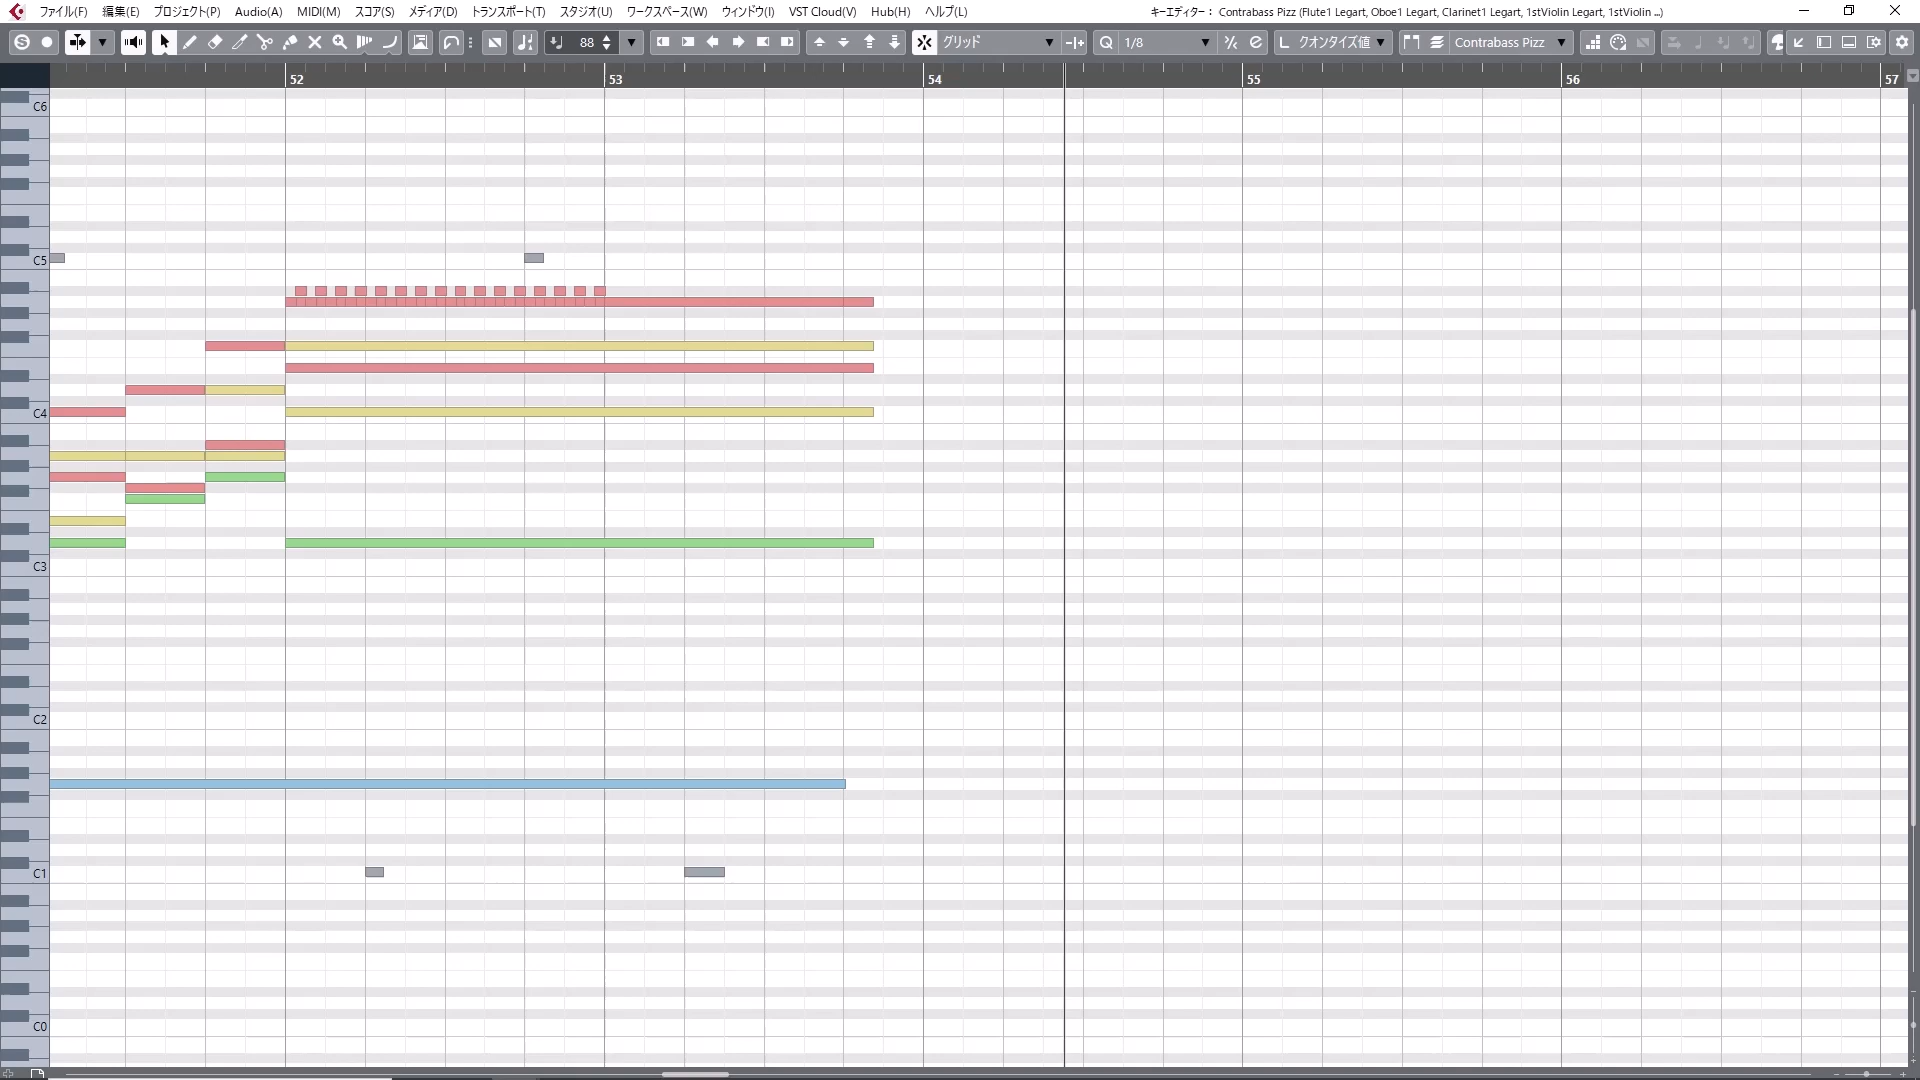 ファイル(F) 編集(E) プロジェクト(P) Audio(A) MIDI(M) スコア(S) メディア(D) トランスポート(T) スタジオ(U) ワークスペース(W) ウィンドウ(I) VST Cloud(V) Hub(H) ヘルプ(L) キーエディター： Contrabass Pizz (Flute1 Legart, Oboe1 Legart, Clarinet1 Legart, 1stViolin Legart, 1stViolin ...)
88 グリッド 1/8 クオンタイズ値 Contrabass Pizz
52 53 54 55 56 57
C6
C5
C4
C3
C2
C1
C0